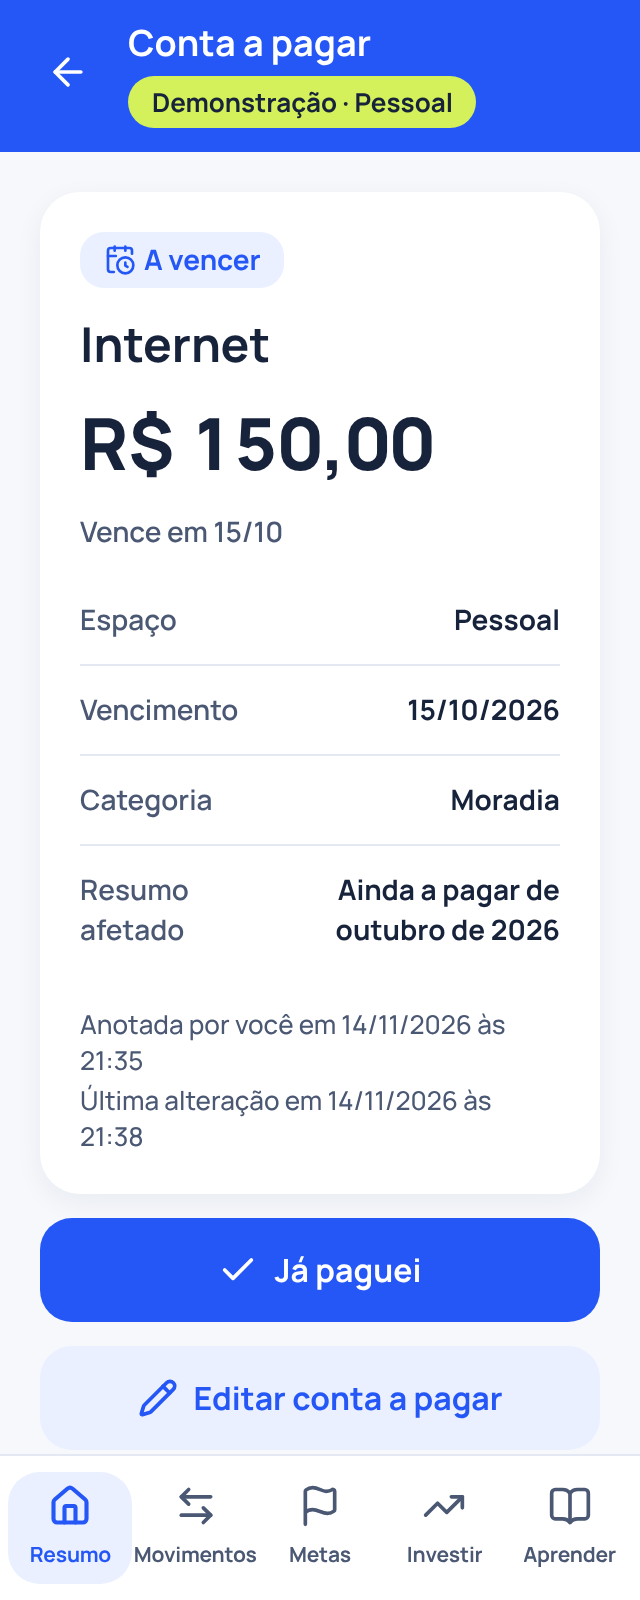 Conta a pagar
Demonstração · Pessoal
A vencer
Internet
R$ 150,00
Vence em 15/10
Espaço Pessoal
Vencimento 15/10/2026
Categoria Moradia
Resumo Ainda a pagar de
afetado outubro de 2026
Anotada por você em 14/11/2026 às
21:35
Última alteração em 14/11/2026 às
21:38
Já paguei
Editar conta a pagar
Resumo Movimentos Metas Investir Aprender